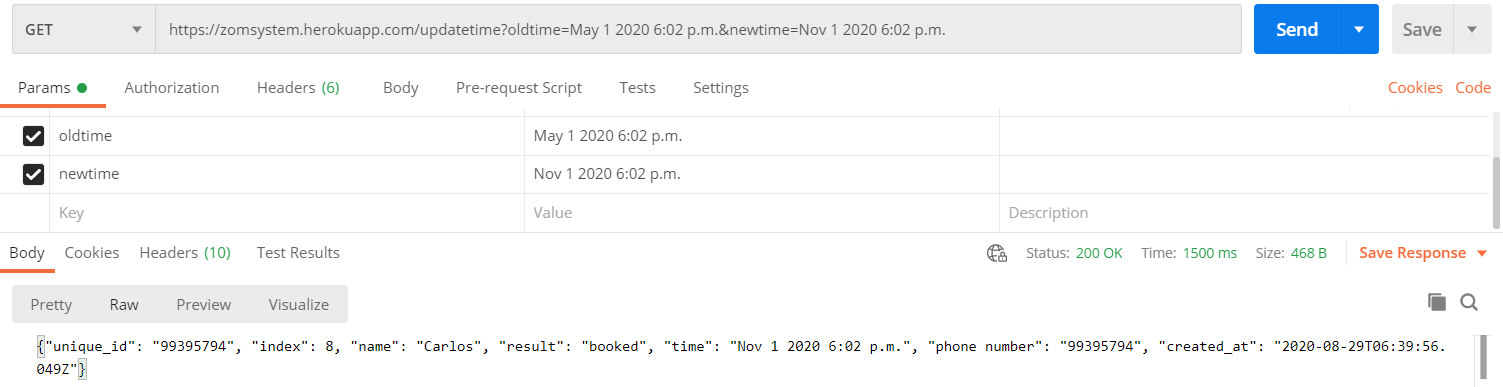 GET https://zomsystem.herokuapp.com/updatetime?oldtime=May 1 2020 6:02 p.m.&newtime=Nov 1 2020 6:02 p.m. Send Save
Params Authorization Headers (6) Body Pre-request Script Tests Settings Cookies Code
oldtime May 1 2020 6:02 p.m.
newtime Nov 1 2020 6:02 p.m.
Key Value Description
Body Cookies Headers (10) Test Results Status: 200 OK Time: 1500 ms Size: 468 B Save Response
Pretty Raw Preview Visualize
{"unique_id": "99395794", "index": 8, "name": "Carlos", "result": "booked", "time": "Nov 1 2020 6:02 p.m.", "phone number": "99395794", "created_at": "2020-08-29T06:39:56.
049Z"}